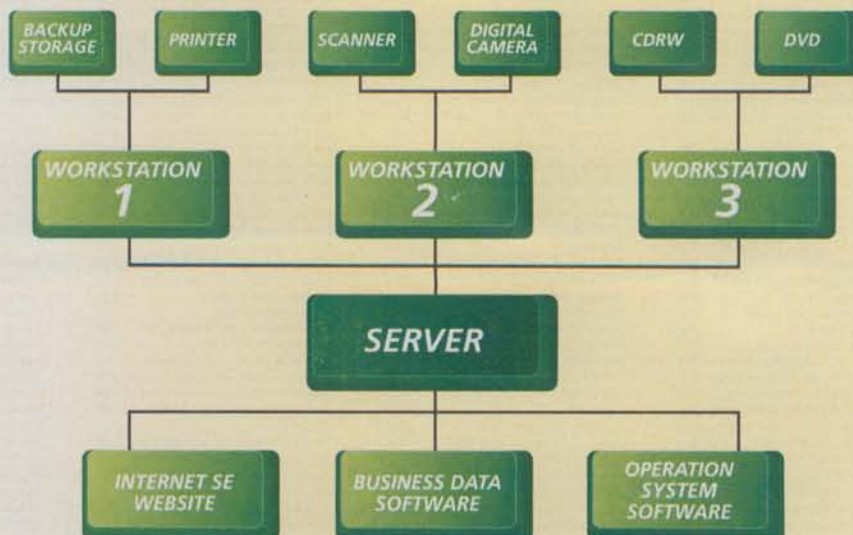 BACKUP
STORAGE
PRINTER
SCANNER
DIGITAL
CAMERA
CDRW
DVD
WORKSTATION
1
WORKSTATION
2
WORKSTATION
3
SERVER
INTERNET SE
WEBSITE
BUSINESS DATA
SOFTWARE
OPERATION
SYSTEM
SOFTWARE